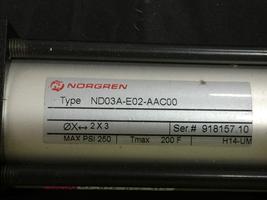 NORGREN
Type ND03A-E02-AAC00
ØX↔ 2 X 3 Ser.# 918157.10
MAX PSI 250 Tmax 200 F H14-UM